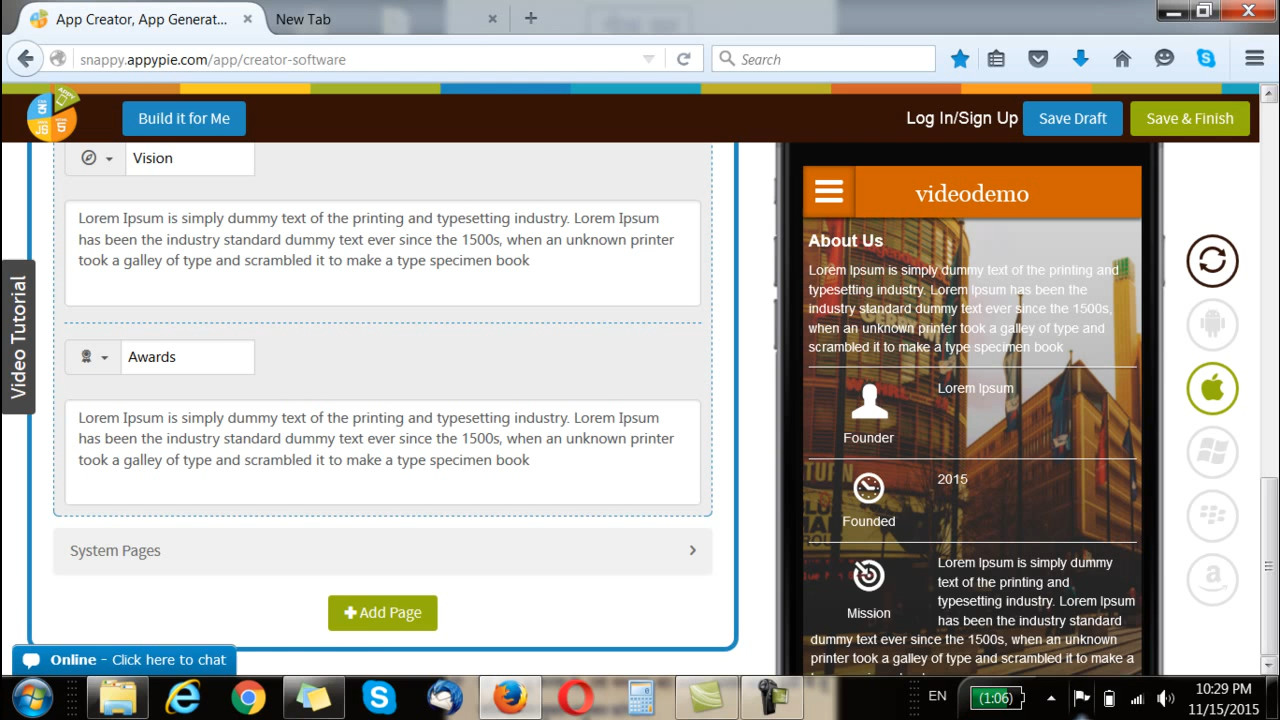 App Creator, App Generat...
New Tab
snappy.appypie.com/app/creator-software
Search
Build it for Me
Log In/Sign Up
Save Draft
Save & Finish
Vision
Lorem Ipsum is simply dummy text of the printing and typesetting industry. Lorem Ipsum
has been the industry standard dummy text ever since the 1500s, when an unknown printer
took a galley of type and scrambled it to make a type specimen book
Awards
Lorem Ipsum is simply dummy text of the printing and typesetting industry. Lorem Ipsum
has been the industry standard dummy text ever since the 1500s, when an unknown printer
took a galley of type and scrambled it to make a type specimen book
System Pages
Add Page
Video Tutorial
Online - Click here to chat
videodemo
About Us
Lorem Ipsum is simply dummy text of the printing and
typesetting industry. Lorem Ipsum has been the
industry standard dummy text ever since the 1500s,
when an unknown printer took a galley of type and
scrambled it to make a type specimen book
Lorem Ipsum
Founder
2015
Founded
Lorem Ipsum is simply dummy
text of the printing and
typesetting industry. Lorem Ipsum
has been the industry standard
Mission
dummy text ever since the 1500s, when an unknown
printer took a galley of type and scrambled it to make a
EN
(1:06)
10:29 PM
11/15/2015